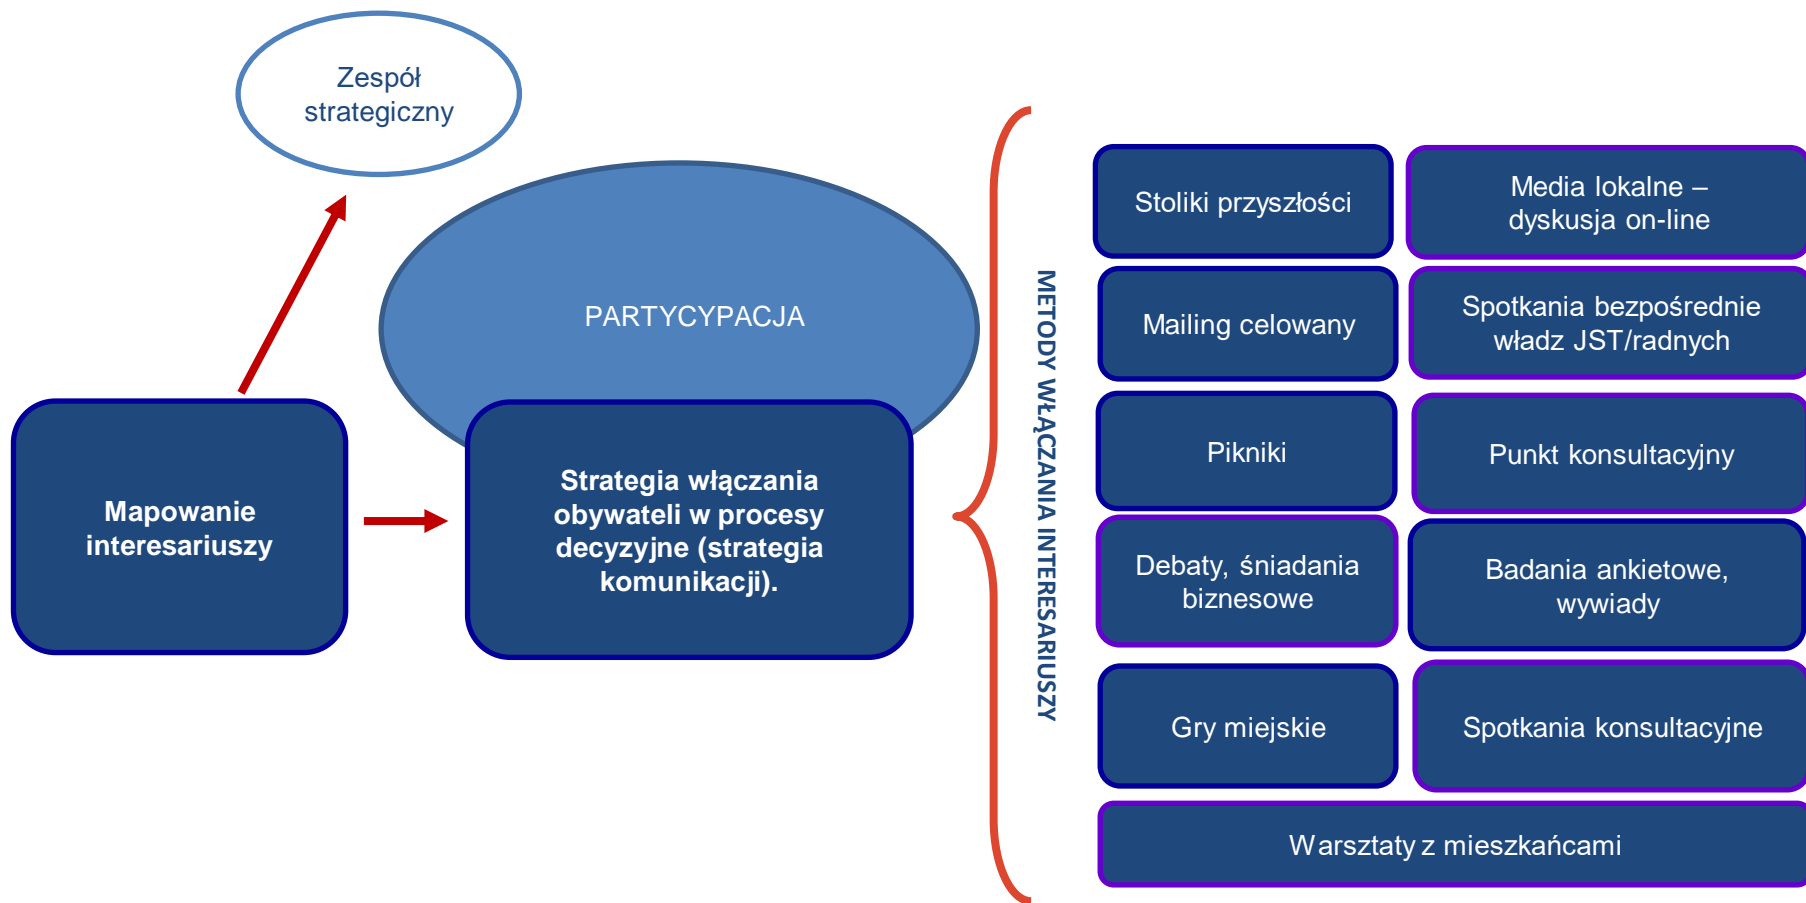 Zespół
strategiczny
PARTYCYPACJA
Mapowanie
interesariuszy
Strategia włączania
obywateli w procesy
decyzyjne (strategia
komunikacji).
METODY WŁĄCZANIA INTERESARIUSZY
Stoliki przyszłości
Media lokalne –
dyskusja on-line
Mailing celowany
Spotkania bezpośrednie
władz JST/radnych
Pikniki
Punkt konsultacyjny
Debaty, śniadania
biznesowe
Badania ankietowe,
wywiady
Gry miejskie
Spotkania konsultacyjne
Warsztaty z mieszkańcami